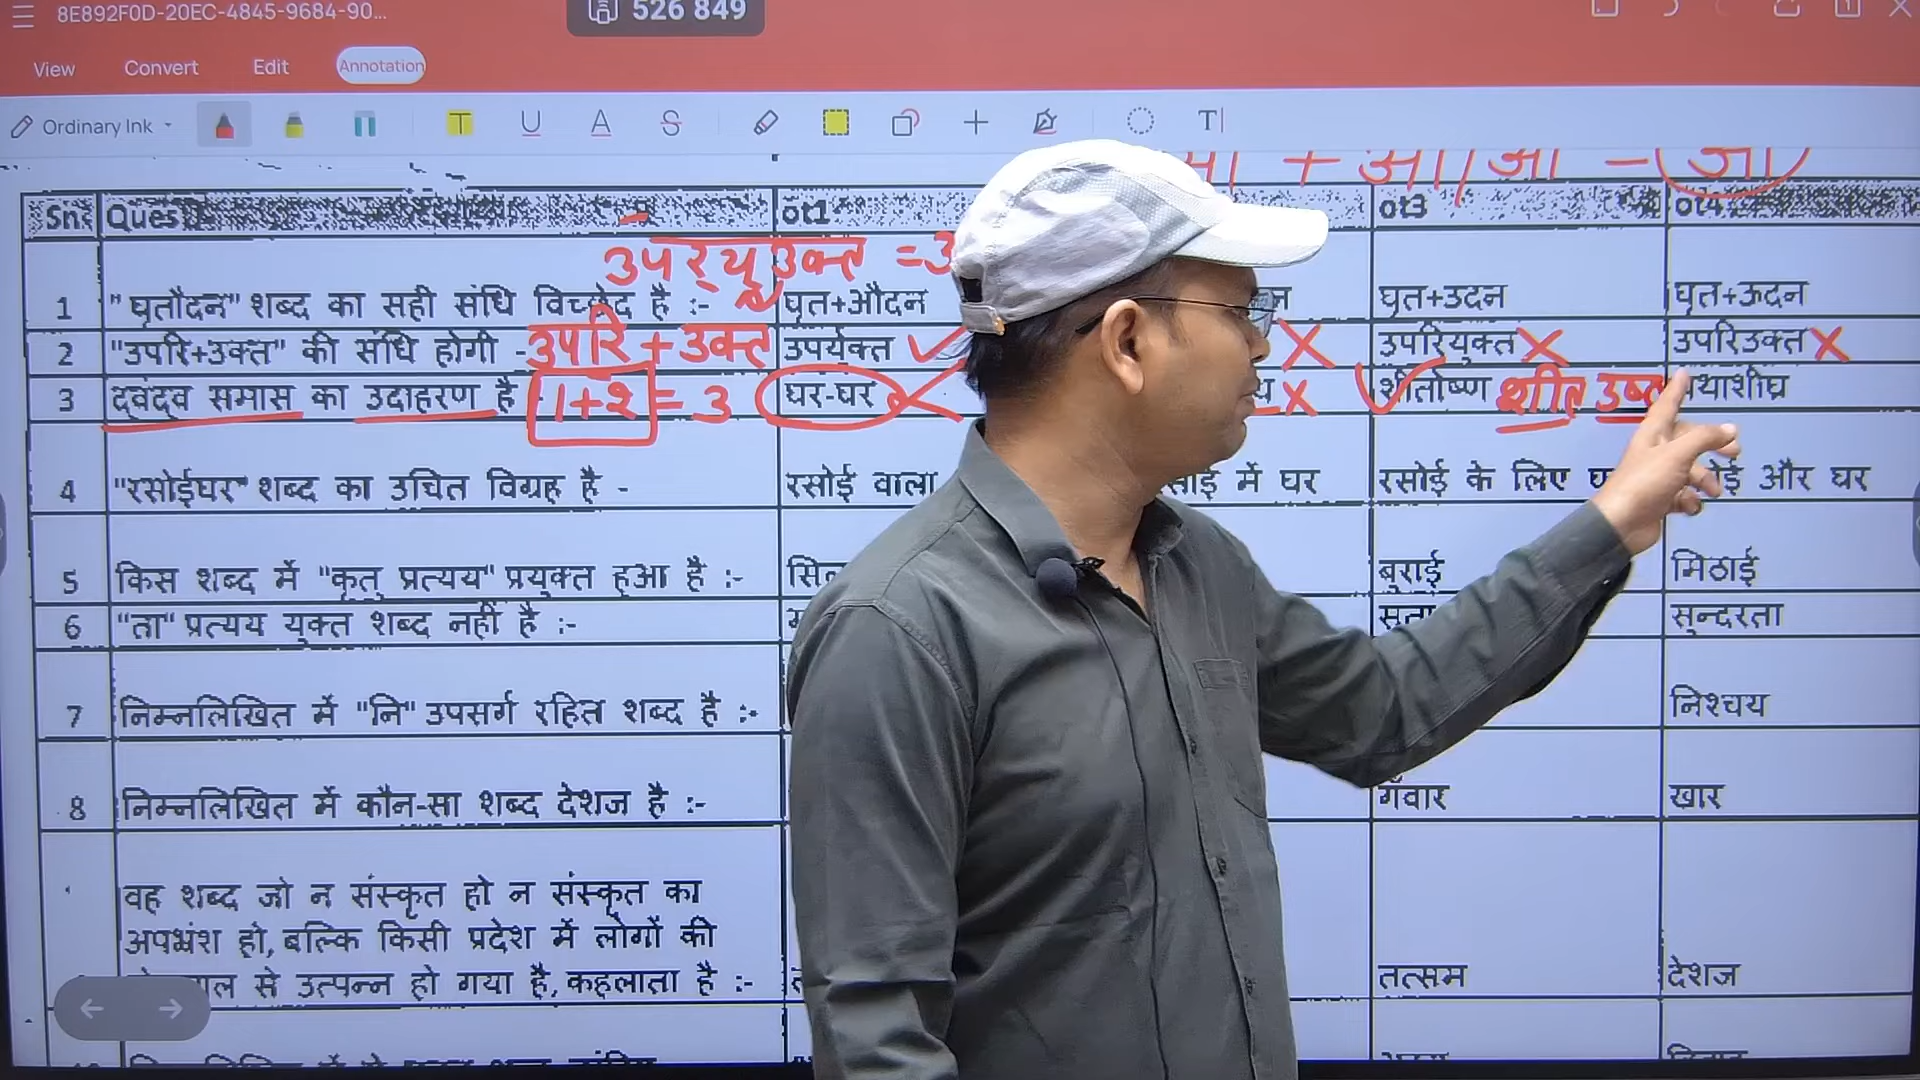 8E892F0D-20EC-4845-9684-90...
526 849
View Convert Edit Annotation
Ordinary Ink
Sn Ques ot1 ot3 ot4
1 "घृतौदन" शब्द का सही संधि विच्छेद है :- घृत+औदन घृत+उदन घृत+ऊदन
2 "उपरि+उक्त" की संधि होगी - उपरि + उक्त उपर्युक्त उपरियुक्त उपरिउक्त
3 द्वंद्व समास का उदाहरण है - 1+2 = 3 घर-घर शीतोष्ण शीत यथाशीघ्र
4 "रसोईघर" शब्द का उचित विग्रह है - रसोई वाला में घर रसोई के लिए और घर
5 किस शब्द में "कृत् प्रत्यय" प्रयुक्त हुआ है :- बुराई मिठाई
6 "ता" प्रत्यय युक्त शब्द नहीं है :- सुन्दरता
7 निम्नलिखित में "नि" उपसर्ग रहित शब्द है :- निश्चय
8 निम्नलिखित में कौन-सा शब्द देशज है :- गँवार खार
वह शब्द जो न संस्कृत हो न संस्कृत का
अपभ्रंश हो, बल्कि किसी प्रदेश में लोगों की
से उत्पन्न हो गया है, कहलाता है :- तत्सम देशज